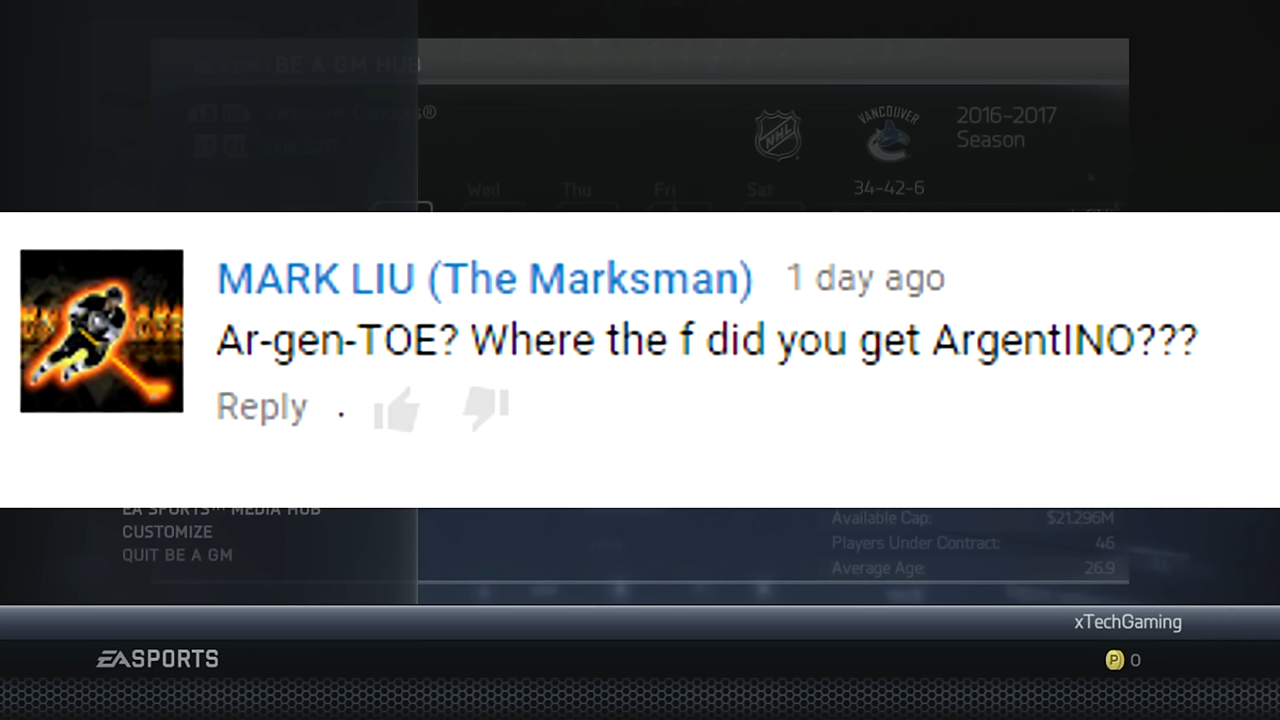 BE A GM HUB
2016-2017
Season
NHL
VANCOUVER
34-42-6
Wed Thu Fri Sat
MARK LIU (The Marksman) 1 day ago
Ar-gen-TOE? Where the f did you get ArgentINO???
Reply .
EA SPORTS™ MEDIA HUB
CUSTOMIZE
QUIT BE A GM
Available Cap: $21.296M
Players Under Contract: 46
Average Age: 26.9
xTechGaming
EA SPORTS
P 0